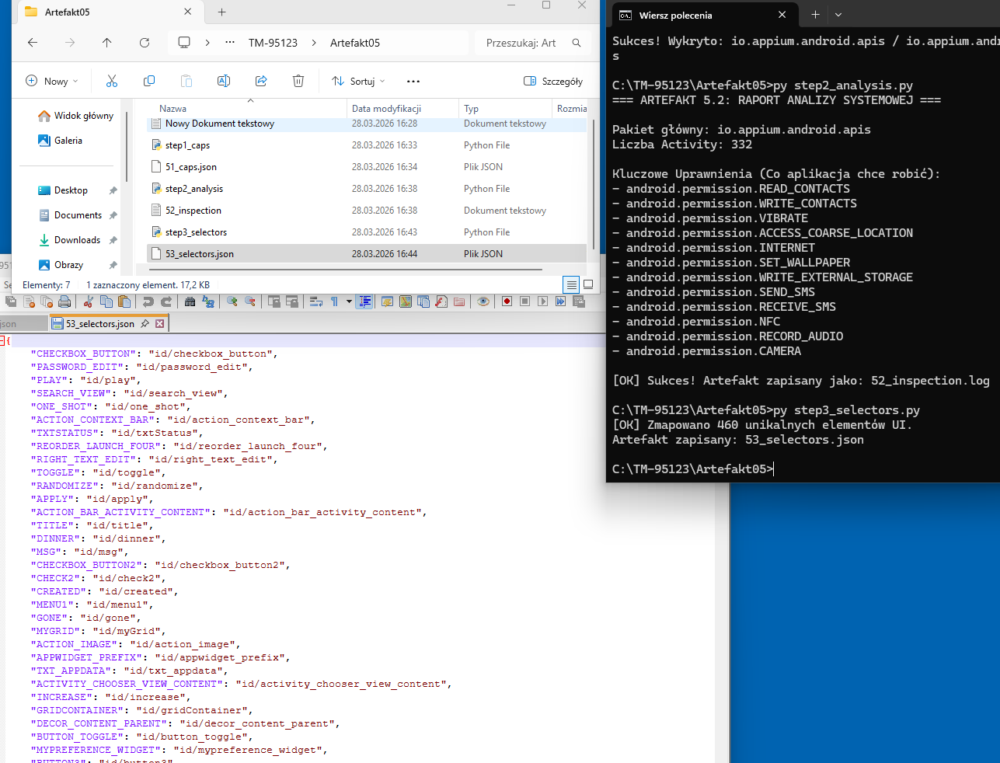 Artefakt05
TM-95123
Artefakt05
Przeszukaj: Art
Nowy
Sortuj
Szczegóły
Widok główny
Galeria
Desktop
Documents
Downloads
Obrazy
Nazwa
Data modyfikacji
Typ
Rozmia
Nowy Dokument tekstowy
28.03.2026 16:28
Dokument tekstowy
step1_caps
28.03.2026 16:33
Python File
51_caps.json
28.03.2026 16:34
Plik JSON
step2_analysis
28.03.2026 16:38
Python File
52_inspection
28.03.2026 16:38
Dokument tekstowy
step3_selectors
28.03.2026 16:43
Python File
53_selectors.json
28.03.2026 16:44
Plik JSON
Elementy: 7
1 zaznaczony element. 17,2 KB
951
Se
json
53_selectors.json
{
"CHECKBOX_BUTTON": "id/checkbox_button",
"PASSWORD_EDIT": "id/password_edit",
"PLAY": "id/play",
"SEARCH_VIEW": "id/search_view",
"ONE_SHOT": "id/one_shot",
"ACTION_CONTEXT_BAR": "id/action_context_bar",
"TXTSTATUS": "id/txtStatus",
"REORDER_LAUNCH_FOUR": "id/reorder_launch_four",
"RIGHT_TEXT_EDIT": "id/right_text_edit",
"TOGGLE": "id/toggle",
"RANDOMIZE": "id/randomize",
"APPLY": "id/apply",
"ACTION_BAR_ACTIVITY_CONTENT": "id/action_bar_activity_content",
"TITLE": "id/title",
"DINNER": "id/dinner",
"MSG": "id/msg",
"CHECKBOX_BUTTON2": "id/checkbox_button2",
"CHECK2": "id/check2",
"CREATED": "id/created",
"MENU1": "id/menu1",
"GONE": "id/gone",
"MYGRID": "id/myGrid",
"ACTION_IMAGE": "id/action_image",
"APPWIDGET_PREFIX": "id/appwidget_prefix",
"TXT_APPDATA": "id/txt_appdata",
"ACTIVITY_CHOOSER_VIEW_CONTENT": "id/activity_chooser_view_content",
"INCREASE": "id/increase",
"GRIDCONTAINER": "id/gridContainer",
"DECOR_CONTENT_PARENT": "id/decor_content_parent",
"BUTTON_TOGGLE": "id/button_toggle",
"MYPREFERENCE_WIDGET": "id/mypreference_widget",
"BUTTON3": "id/button3",
Wiersz polecenia
Sukces! Wykryto: io.appium.android.apis / io.appium.andr
s
C:\TM-95123\Artefakt05>py step2_analysis.py
=== ARTEFAKT 5.2: RAPORT ANALIZY SYSTEMOWEJ ===
Pakiet główny: io.appium.android.apis
Liczba Activity: 332
Kluczowe Uprawnienia (Co aplikacja chce robić):
- android.permission.READ_CONTACTS
- android.permission.WRITE_CONTACTS
- android.permission.VIBRATE
- android.permission.ACCESS_COARSE_LOCATION
- android.permission.INTERNET
- android.permission.SET_WALLPAPER
- android.permission.WRITE_EXTERNAL_STORAGE
- android.permission.SEND_SMS
- android.permission.RECEIVE_SMS
- android.permission.NFC
- android.permission.RECORD_AUDIO
- android.permission.CAMERA
[OK] Sukces! Artefakt zapisany jako: 52_inspection.log
C:\TM-95123\Artefakt05>py step3_selectors.py
[OK] Zmapowano 460 unikalnych elementów UI.
Artefakt zapisany: 53_selectors.json
C:\TM-95123\Artefakt05>